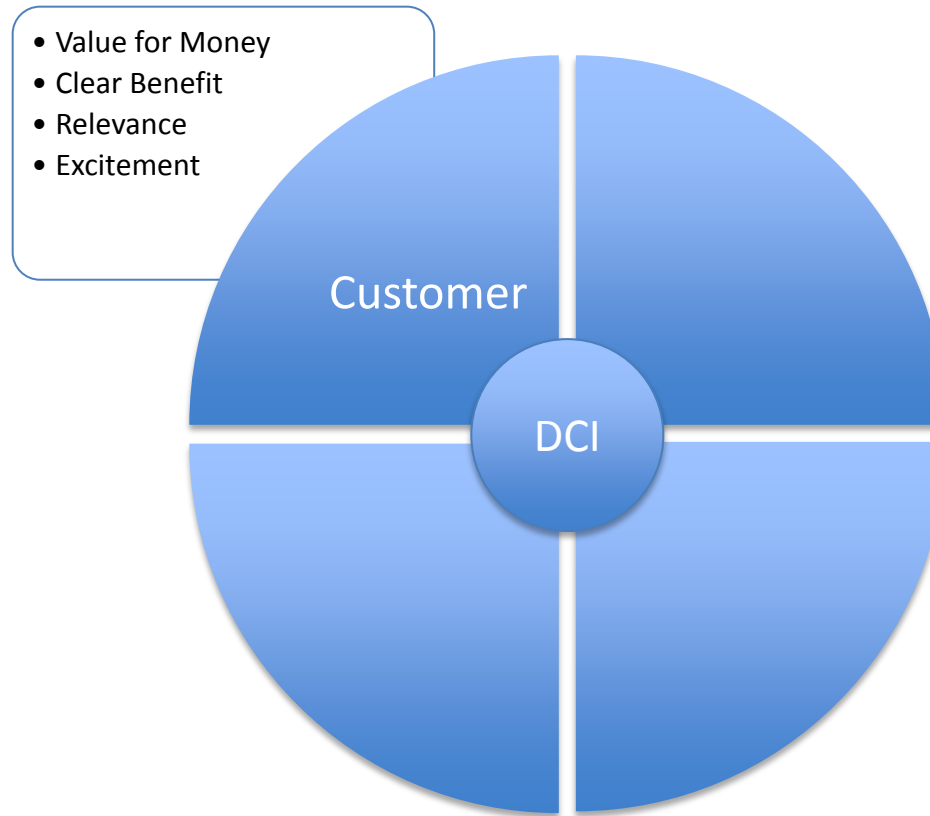 • Value for Money
• Clear Benefit
• Relevance
• Excitement
Customer
DCI